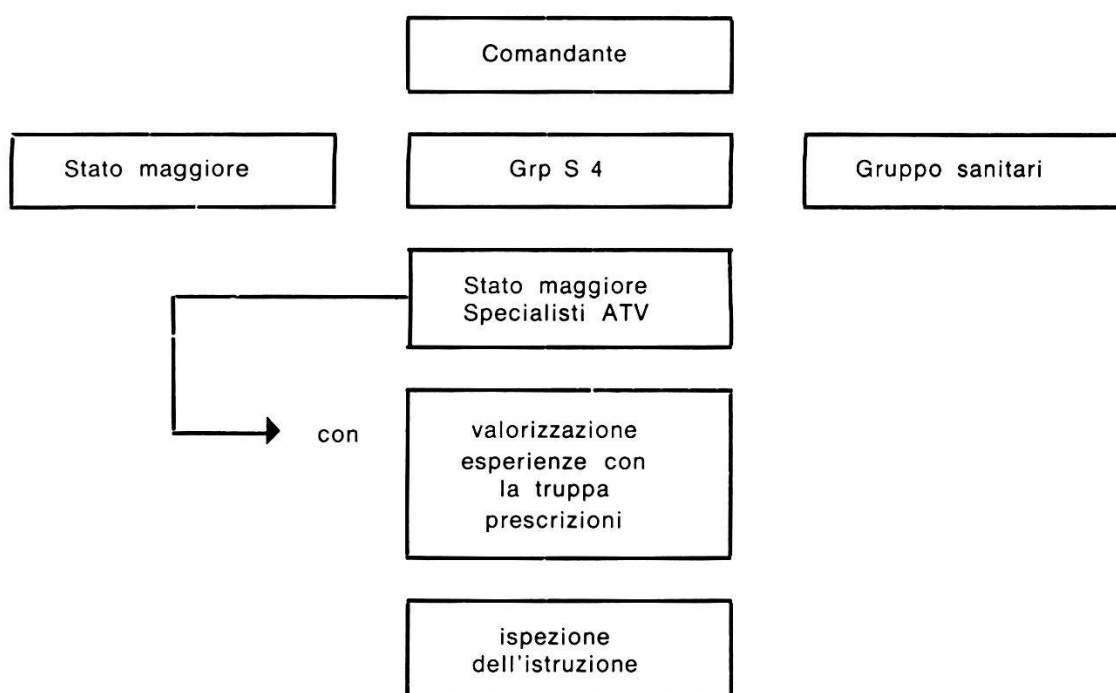 Comandante
Stato maggiore
Grp S 4
Gruppo sanitari
Stato maggiore
Specialisti ATV
con
valorizzazione
esperienze con
la truppa
prescrizioni
ispezione
dell'istruzione